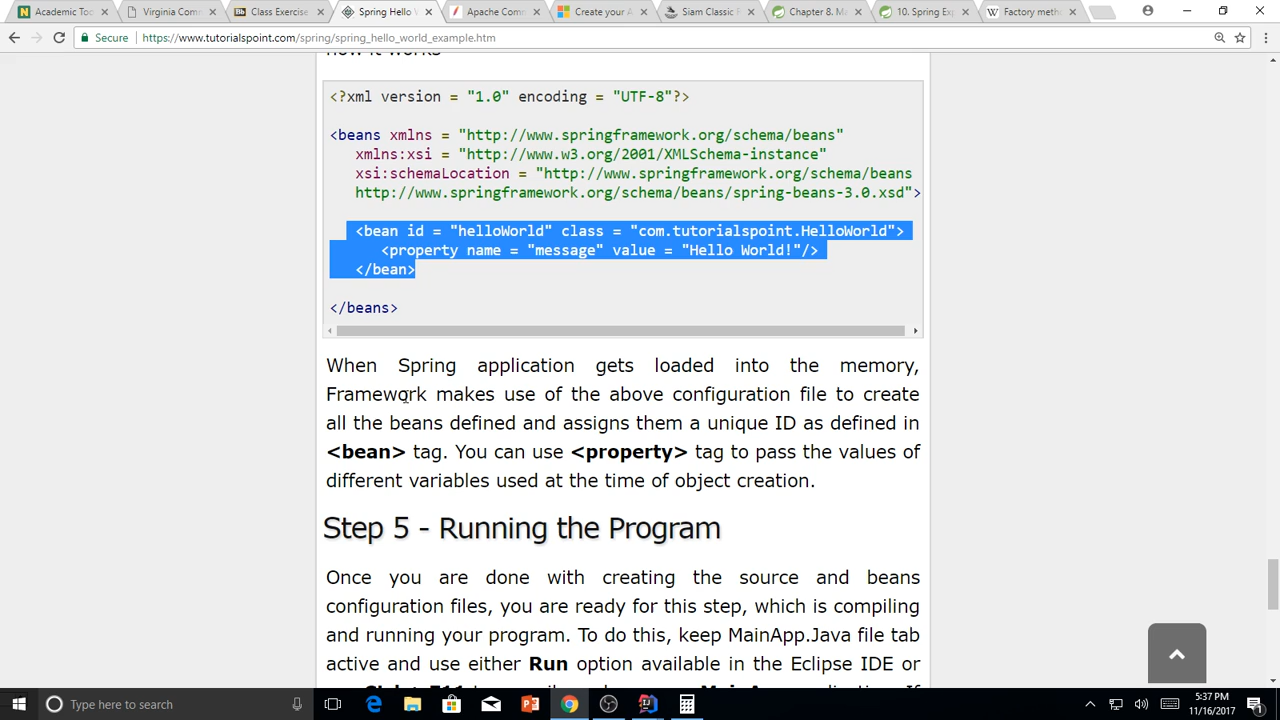 Academic Too
Virginia Com
Class Exercise
Spring Hello W
Apache Com
Create your A
Siam Classic F
Chapter 8. Ma
10. Spring Exp
Factory meth
Secure https://www.tutorialspoint.com/spring/spring_hello_world_example.htm
how it works
<?xml version = "1.0" encoding = "UTF-8"?>
<beans xmlns = "http://www.springframework.org/schema/beans"
xmlns:xsi = "http://www.w3.org/2001/XMLSchema-instance"
xsi:schemaLocation = "http://www.springframework.org/schema/beans
http://www.springframework.org/schema/beans/spring-beans-3.0.xsd">
<bean id = "helloWorld" class = "com.tutorialspoint.HelloWorld">
<property name = "message" value = "Hello World!"/>
</bean>
</beans>
When Spring application gets loaded into the memory,
Framework makes use of the above configuration file to create
all the beans defined and assigns them a unique ID as defined in
<bean> tag. You can use <property> tag to pass the values of
different variables used at the time of object creation.
Step 5 - Running the Program
Once you are done with creating the source and beans
configuration files, you are ready for this step, which is compiling
and running your program. To do this, keep MainApp.Java file tab
active and use either Run option available in the Eclipse IDE or
Type here to search
5:37 PM
11/16/2017